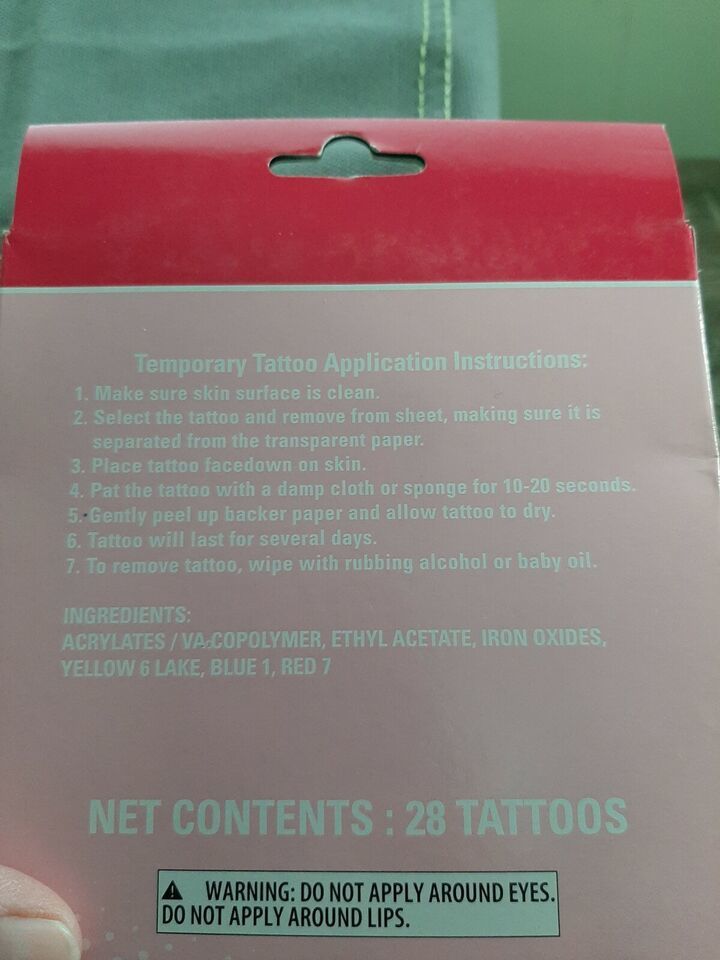 Temporary Tattoo Application Instructions:
1. Make sure skin surface is clean.
2. Select the tattoo and remove from sheet, making sure it is
separated from the transparent paper.
3. Place tattoo facedown on skin.
4. Pat the tattoo with a damp cloth or sponge for 10-20 seconds.
5. Gently peel up backer paper and allow tattoo to dry.
6. Tattoo will last for several days.
7. To remove tattoo, wipe with rubbing alcohol or baby oil.
INGREDIENTS:
ACRYLATES / VA COPOLYMER, ETHYL ACETATE, IRON OXIDES,
YELLOW 6 LAKE, BLUE 1, RED 7
NET CONTENTS : 28 TATTOOS
⚠ WARNING: DO NOT APPLY AROUND EYES.
DO NOT APPLY AROUND LIPS.